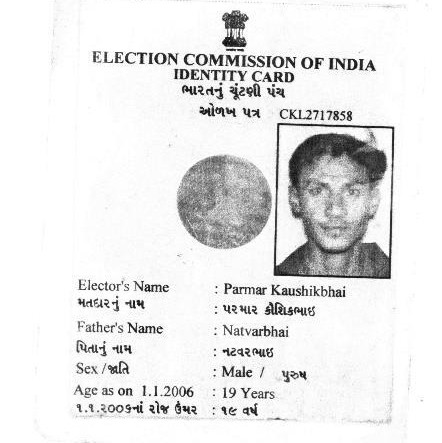 ELECTION COMMISSION OF INDIA
IDENTITY CARD
ભારતનું ચૂંટણી પંચ
ઓળખ પત્ર CKL2717858
Elector's Name : Parmar Kaushikbhai
મતદારનું નામ : પરમાર કૌશિકભાઇ
Father's Name : Natvarbhai
પિતાનું નામ : નટવરભાઇ
Sex /જાતિ : Male / પુરુષ
Age as on 1.1.2006 : 19 Years
૧.૧.૨૦૦૬નાં રોજ ઉંમર : ૧૯ વર્ષ